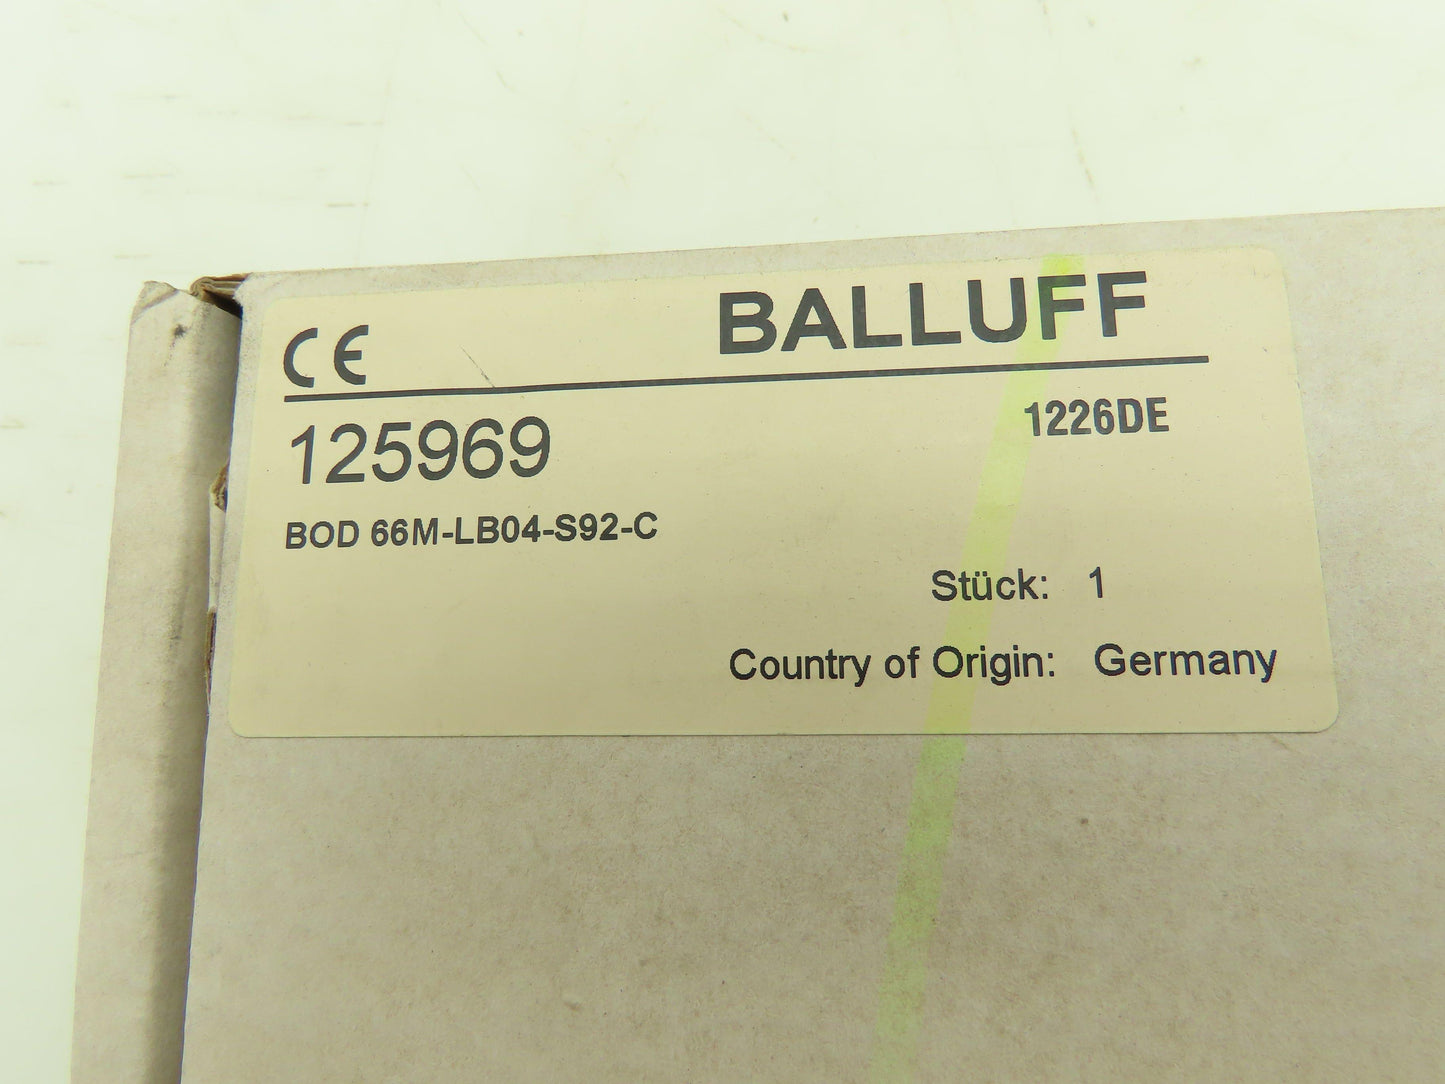 CE BALLUFF
125969 1226DE
BOD 66M-LB04-S92-C
Stück: 1
Country of Origin: Germany